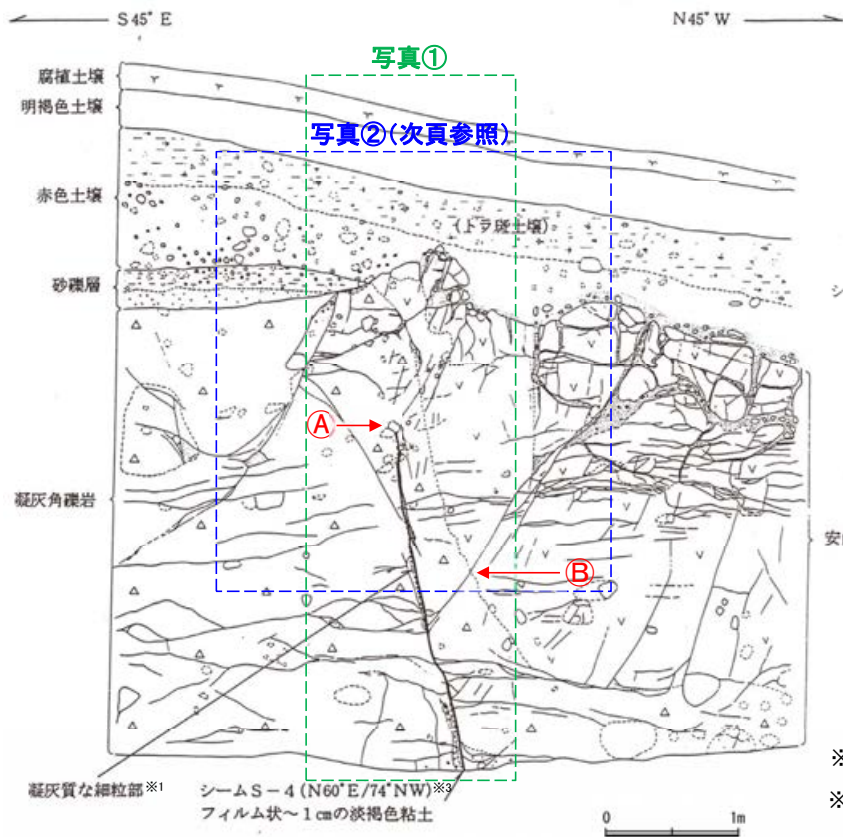 S45°E
N45°W
写真①
腐植土壌
明褐色土壌
写真②(次頁参照)
赤色土壌
(トラ斑土壌)
砂礫層
シ
Ⓐ
凝灰角礫岩
安
Ⓑ
凝灰質な細粒部※1
シームS-4(N60°E/74°NW)※3
フィルム状~1㎝の淡褐色粘土
※
※
0 1m